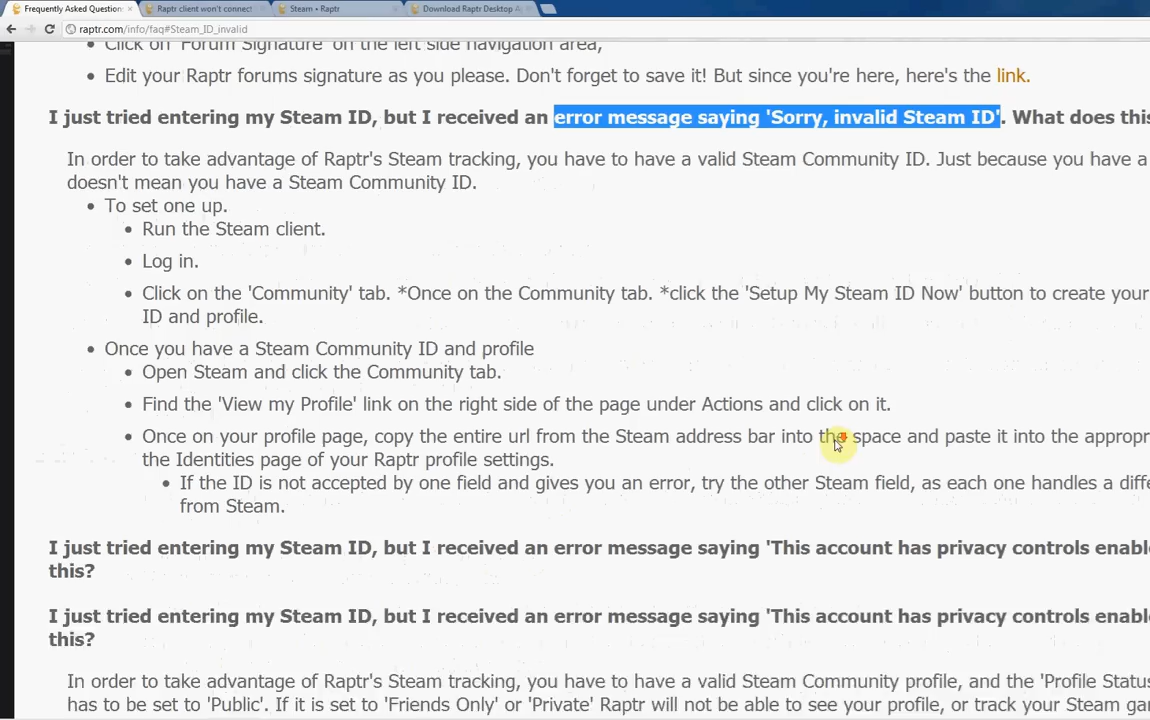 Frequently Asked Questions
Raptr client won't connect
Steam • Raptr
Download Raptr Desktop Ap
raptr.com/info/faq#Steam_ID_invalid
Click on 'Forum Signature' on the left side navigation area,
Edit your Raptr forums signature as you please. Don't forget to save it! But since you're here, here's the link.
I just tried entering my Steam ID, but I received an error message saying 'Sorry, invalid Steam ID'. What does this
In order to take advantage of Raptr's Steam tracking, you have to have a valid Steam Community ID. Just because you have a
doesn't mean you have a Steam Community ID.
To set one up.
Run the Steam client.
Log in.
Click on the 'Community' tab. *Once on the Community tab. *click the 'Setup My Steam ID Now' button to create your
ID and profile.
Once you have a Steam Community ID and profile
Open Steam and click the Community tab.
Find the 'View my Profile' link on the right side of the page under Actions and click on it.
Once on your profile page, copy the entire url from the Steam address bar into the space and paste it into the appropr
the Identities page of your Raptr profile settings.
If the ID is not accepted by one field and gives you an error, try the other Steam field, as each one handles a diffe
from Steam.
I just tried entering my Steam ID, but I received an error message saying 'This account has privacy controls enabl
this?
I just tried entering my Steam ID, but I received an error message saying 'This account has privacy controls enabl
this?
In order to take advantage of Raptr's Steam tracking, you have to have a valid Steam Community profile, and the 'Profile Status
has to be set to 'Public'. If it is set to 'Friends Only' or 'Private' Raptr will not be able to see your profile, or track your Steam ga